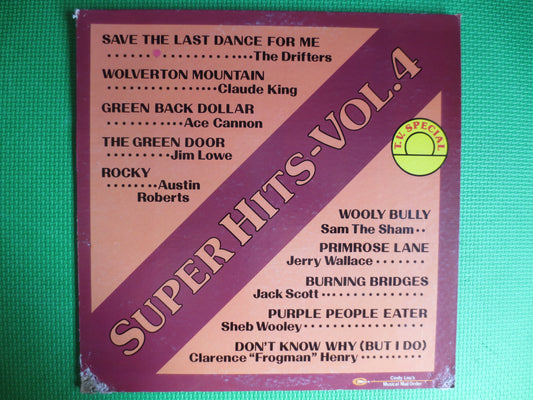 SAVE THE LAST DANCE FOR ME
. . . . . . . . . . . . . . . . . . . The Drifters
WOLVERTON MOUNTAIN
. . . . . . . . . . . . . . Claude King
GREEN BACK DOLLAR
. . . . . . . . . Ace Cannon
THE GREEN DOOR
. . . . . . . . . Jim Lowe
ROCKY
. . . . . . . . Austin
Roberts
SUPER HITS-VOL.4
T.V. SPECIAL
WOOLY BULLY
Sam The Sham . .
PRIMROSE LANE
Jerry Wallace . . . . . . .
BURNING BRIDGES
Jack Scott . . . . . . . . . . . . . .
PURPLE PEOPLE EATER
Sheb Wooley . . . . . . . . . . . . . . . .
DON'T KNOW WHY (BUT I DO)
Clarence "Frogman" Henry . . . . . . . . . .
Cindy Lou's
Musical Mail Order